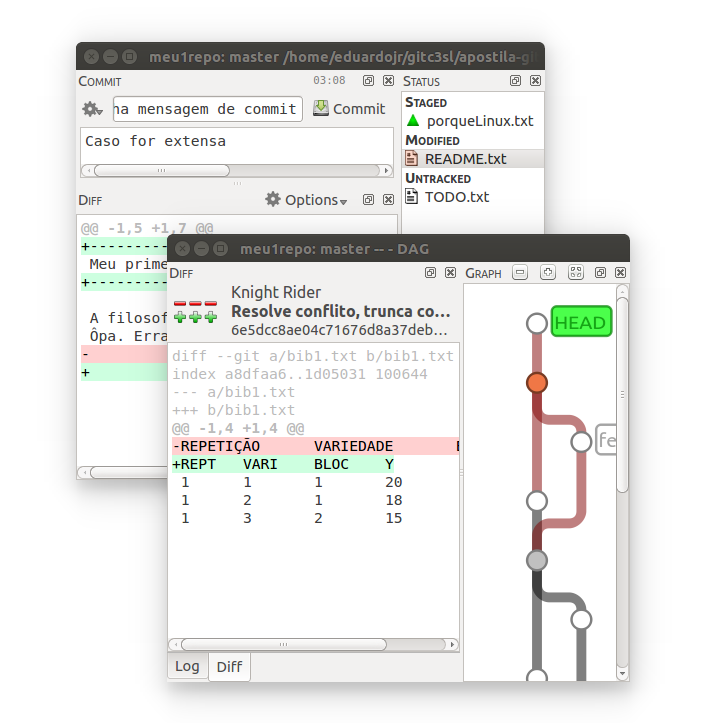 meu1repo: master /home/eduardojr/gitc3sl/apostila-gi
Commit
03:08
Status
mensagem de commit
Commit
Caso for extensa
Staged
porqueLinux.txt
Modified
README.txt
Untracked
TODO.txt
Diff
Options
@@ -1,5 +1,7 @@
+----------
Meu prime
+----------
A filosof
Ôpa. Erra
-
+
meu1repo: master -- - DAG
Diff
Graph
Knight Rider
Resolve conflito, trunca co...
6e5dcc8ae04c71676d8a37deb...
diff --git a/bib1.txt b/bib1.txt
index a8dfaa6..1d05031 100644
--- a/bib1.txt
+++ b/bib1.txt
@@ -1,4 +1,4 @@
-REPETIÇÃO VARIEDADE
+REPT VARI BLOC Y
1 1 1 20
1 2 1 18
1 3 2 15
HEAD
fe
Log
Diff